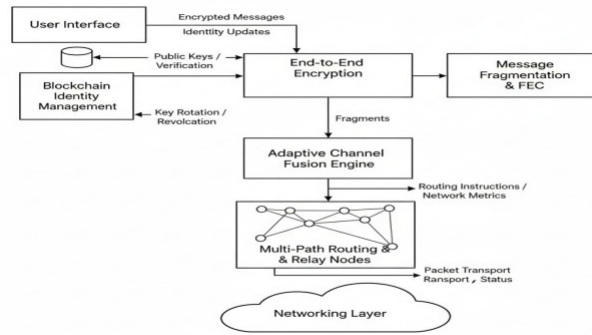 User Interface
Encrypted Messages
Identtity Updates
Public Keys /
Verification
End-to-End
Encryption
Message
Fragmentation
& FEC
Blockchain
Identity
Management
Key Rotation /
Revolcation
Fragments
Adaptive Channel
Fusion Engine
Routing Instructions /
Network Metrics
Multi-Path Routing &
& Relay Nodes
Packet Transport
Ransport , Status
Networking Layer